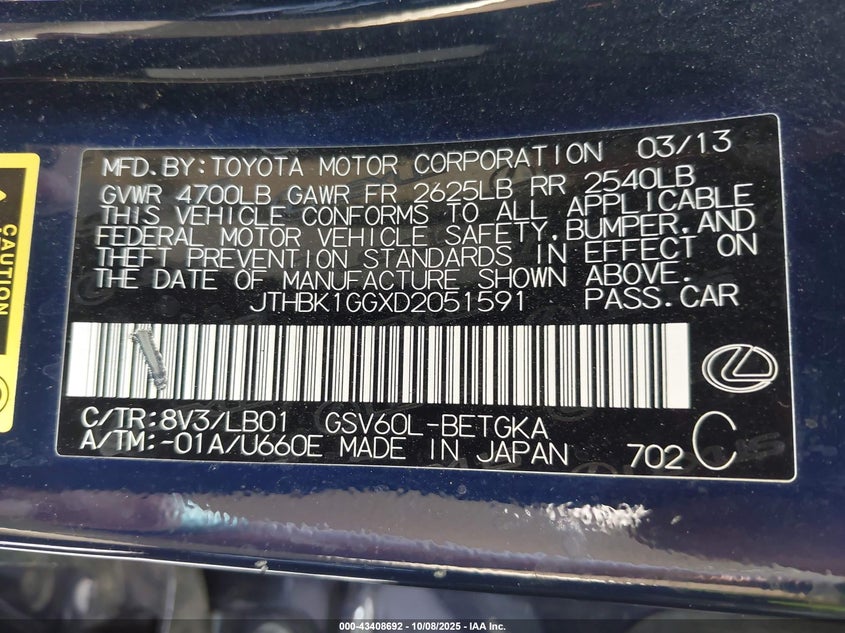 MFD.BY:TOYOTA MOTOR CORPORATION 03/13
GVWR 4700LB GAWR FR 2625LB RR 2540LB
THIS VEHICLE CONFORMS TO ALL APPLICABLE
FEDERAL MOTOR VEHICLE SAFETY,BUMPER,AND
THEFT PREVENTION STANDARDS IN EFFECT ON
THE DATE OF MANUFACTURE SHOWN ABOVE.
JTHBK1GGXD2051591 PASS.CAR
C/TR:8V3/LB01 GSV60L-BETGKA
A/TM:-01A/U660E MADE IN JAPAN 702 C
CAUTION
000-43408692 - 10/08/2025 - IAA Inc.